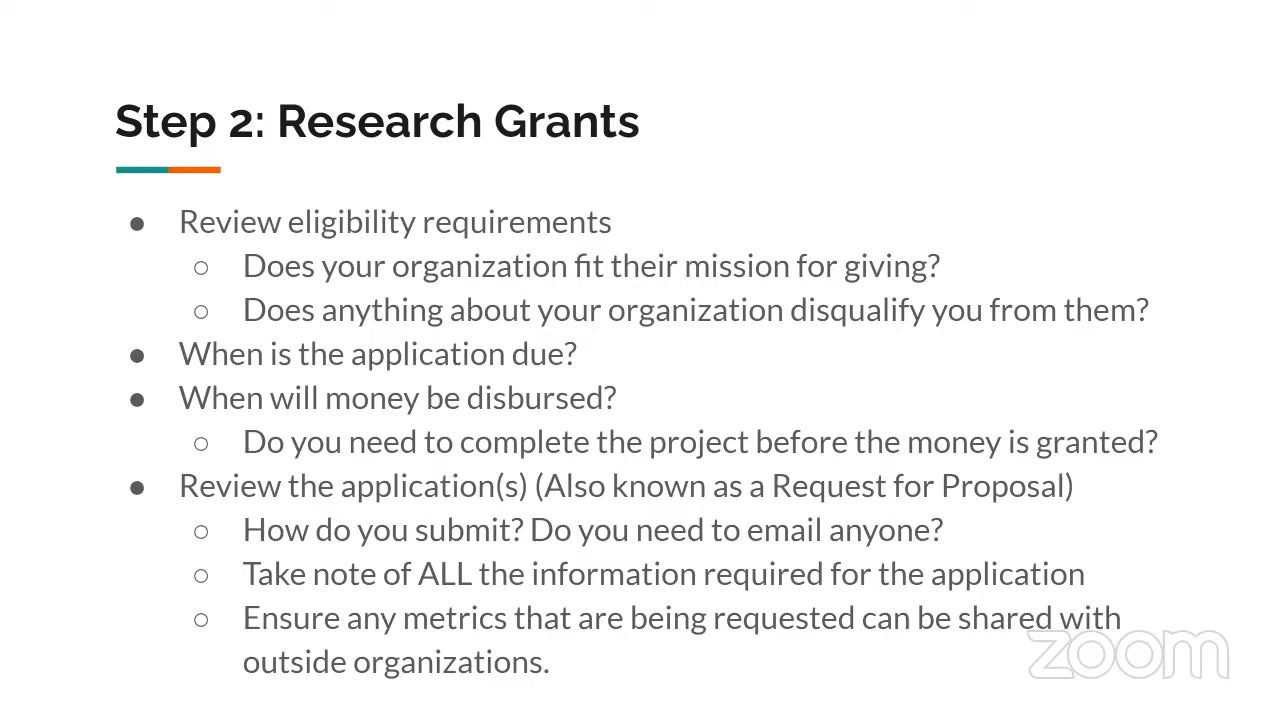 Step 2: Research Grants
● Review eligibility requirements
○ Does your organization fit their mission for giving?
○ Does anything about your organization disqualify you from them?
● When is the application due?
● When will money be disbursed?
○ Do you need to complete the project before the money is granted?
● Review the application(s) (Also known as a Request for Proposal)
○ How do you submit? Do you need to email anyone?
○ Take note of ALL the information required for the application
○ Ensure any metrics that are being requested can be shared with
outside organizations.
zoom